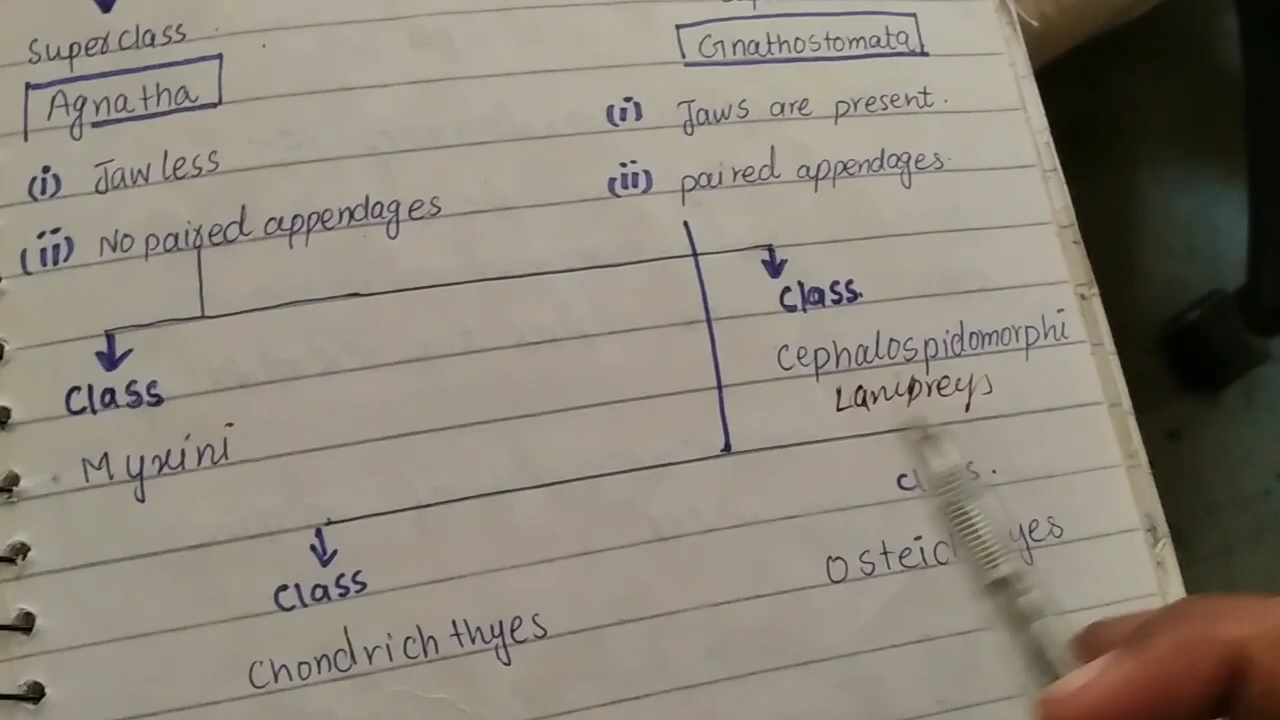 Superclass
Agnatha
(i) Jawless
(ii) No paired appendages
Gnathostomata
(i) Jaws are present.
(ii) paired appendages.
class.
Cephalospidomorphi
Lampreys
class
Myxini
class
Chondrichthyes